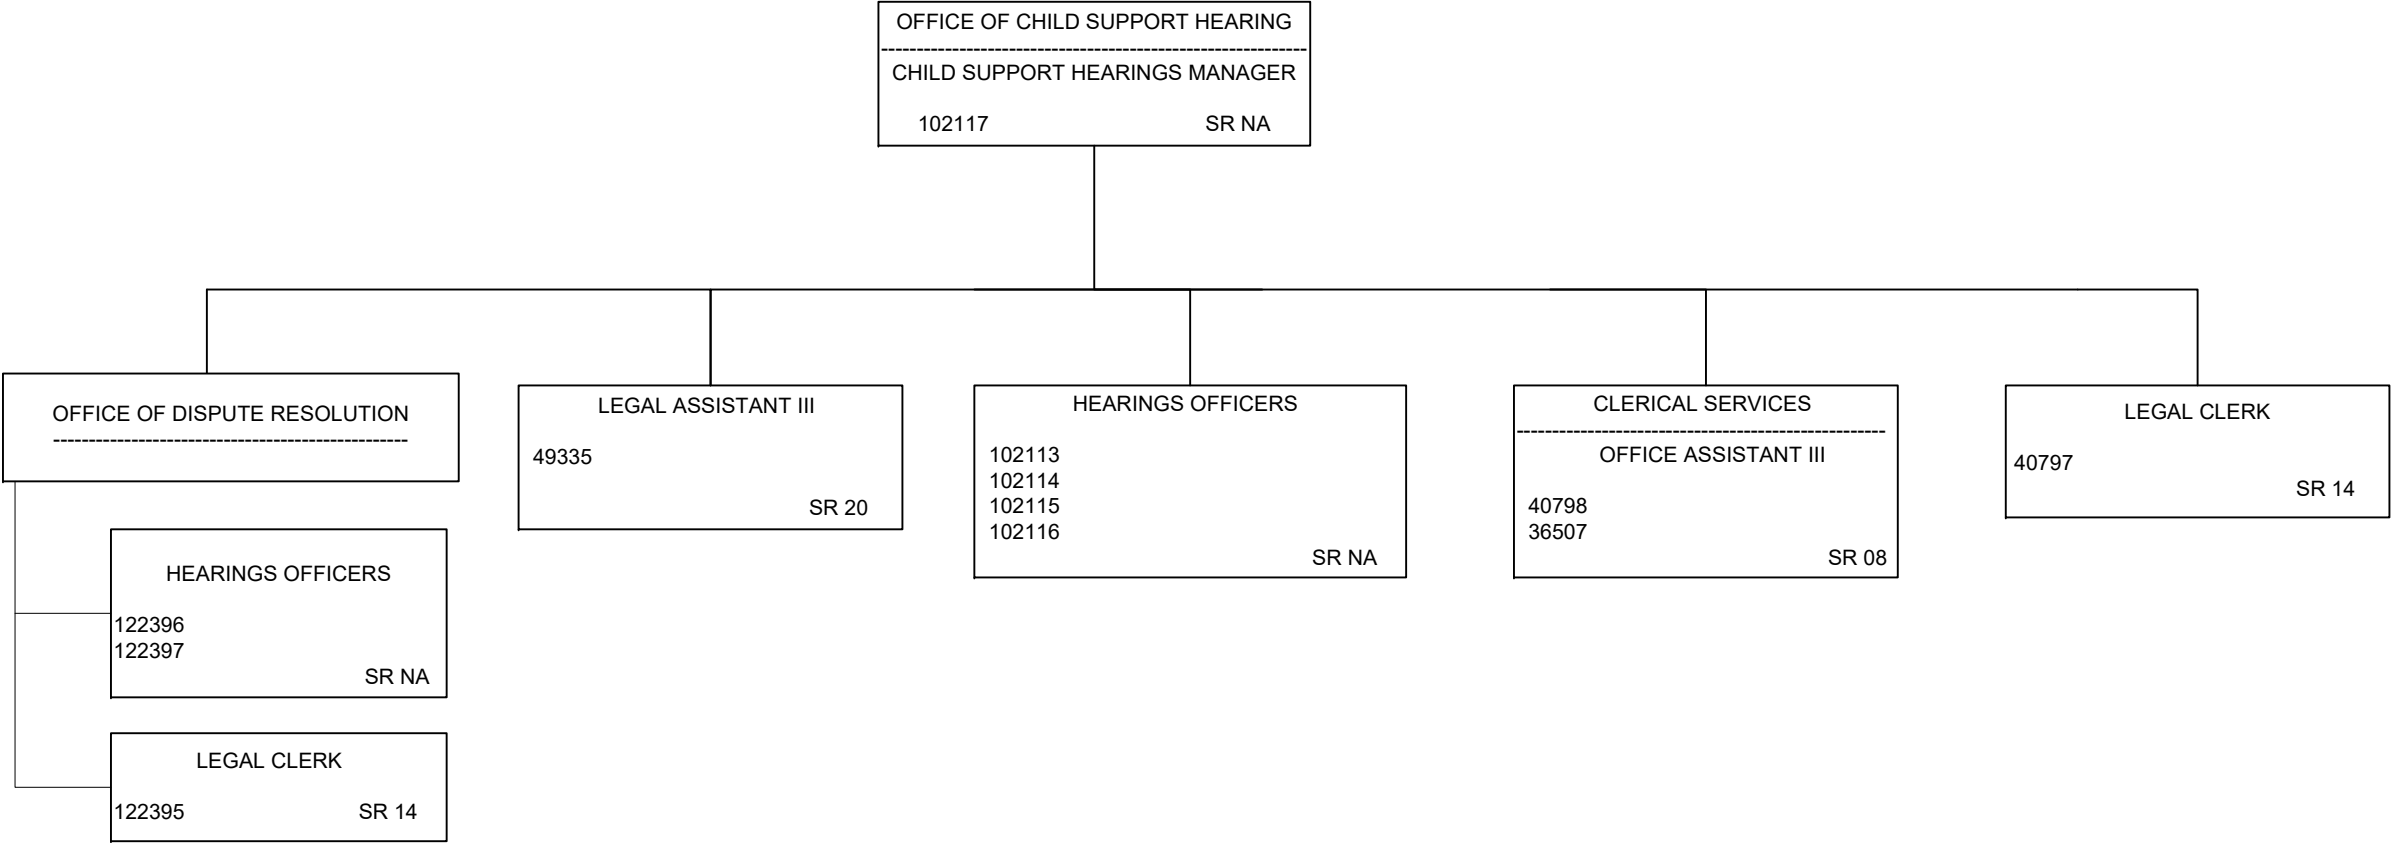 OFFICE OF CHILD SUPPORT HEARING
------------------------------------------------------------
CHILD SUPPORT HEARINGS MANAGER
102117 SR NA
OFFICE OF DISPUTE RESOLUTION
--------------------------------------------------
HEARINGS OFFICERS
122396
122397
SR NA
LEGAL CLERK
122395 SR 14
LEGAL ASSISTANT III
49335
SR 20
HEARINGS OFFICERS
102113
102114
102115
102116
SR NA
CLERICAL SERVICES
----------------------------------------------------
OFFICE ASSISTANT III
40798
36507
SR 08
LEGAL CLERK
40797
SR 14